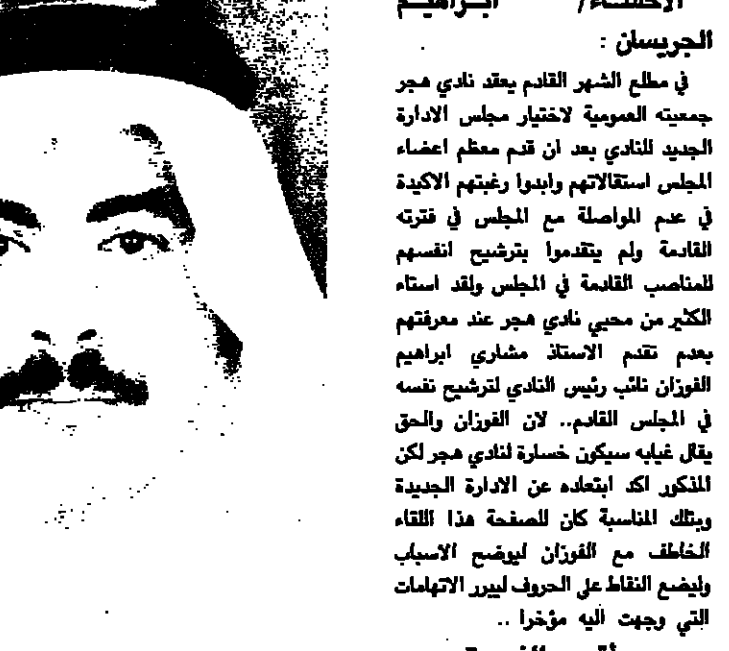 الاحساء/ ابراهيم
الجريسان :
في مطلع الشهر القادم يعقد نادي هجر
جمعيته العمومية لاختيار مجلس الادارة
الجديد للنادي بعد ان قدم معظم اعضاء
المجلس استقالاتهم وابدوا رغبتهم الاكيدة
في عدم المواصلة مع المجلس في فترته
القادمة ولم يتقدموا بترشيح انفسهم
للمناصب القادمة في المجلس ولقد استاء
الكثير من محبي نادي هجر عند معرفتهم
بعدم تقدم الاستاذ مشاري ابراهيم
الفوزان نائب رئيس النادي لترشيح نفسه
في المجلس القادم.. لان الفوزان والحق
يقال غيابه سيكون خسارة لنادي هجر لكن
المذكور اكد ابتعاده عن الادارة الجديدة
وبتلك المناسبة كان للصفحة هذا اللقاء
الخاطف مع الفوزان ليوضح الاسباب
وليضع النقاط على الحروف ليبرر الاتهامات
التي وجهت اليه مؤخرا ..